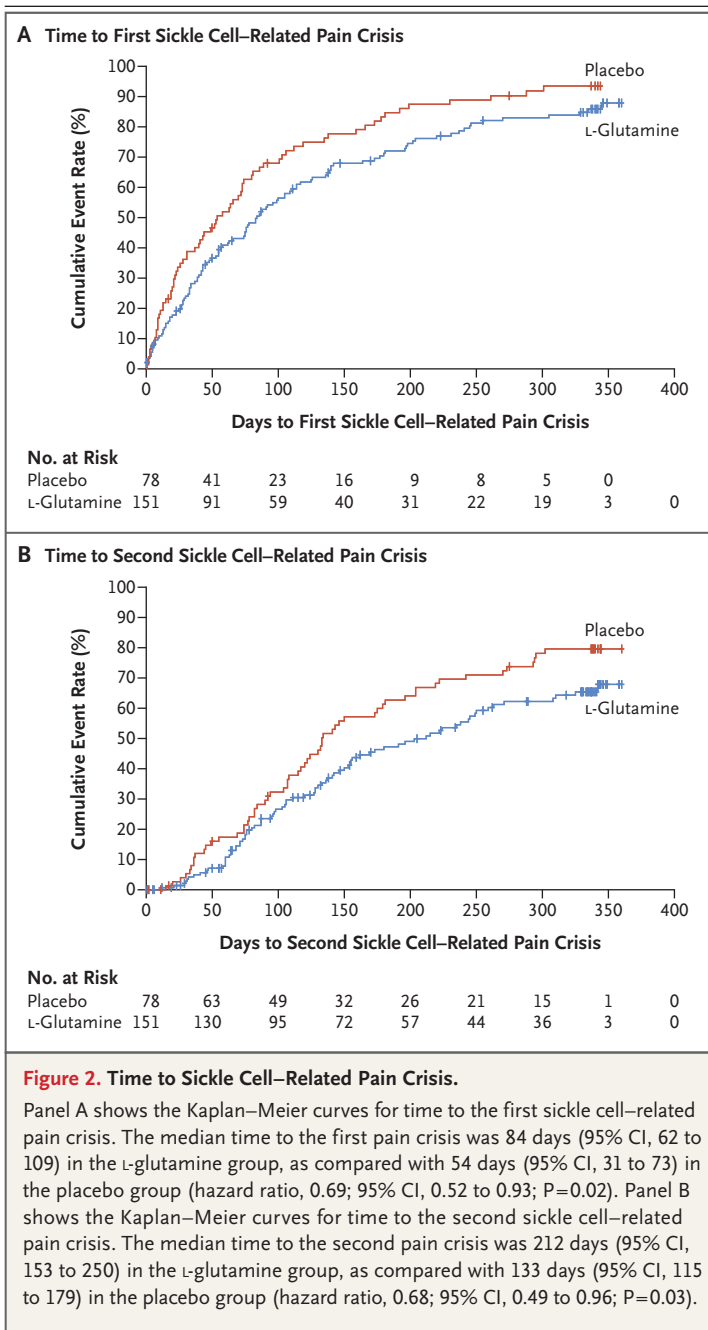 A Time to First Sickle Cell–Related Pain Crisis
100
90
80
70
60
50
40
30
20
10
0
Cumulative Event Rate (%)
Placebo
L-Glutamine
0 50 100 150 200 250 300 350 400
Days to First Sickle Cell–Related Pain Crisis
No. at Risk
Placebo 78 41 23 16 9 8 5 0
L-Glutamine 151 91 59 40 31 22 19 3 0
B Time to Second Sickle Cell–Related Pain Crisis
100
90
80
70
60
50
40
30
20
10
0
Cumulative Event Rate (%)
Placebo
L-Glutamine
0 50 100 150 200 250 300 350 400
Days to Second Sickle Cell–Related Pain Crisis
No. at Risk
Placebo 78 63 49 32 26 21 15 1 0
L-Glutamine 151 130 95 72 57 44 36 3 0
Figure 2. Time to Sickle Cell–Related Pain Crisis.
Panel A shows the Kaplan–Meier curves for time to the first sickle cell–related
pain crisis. The median time to the first pain crisis was 84 days (95% CI, 62 to
109) in the L-glutamine group, as compared with 54 days (95% CI, 31 to 73) in
the placebo group (hazard ratio, 0.69; 95% CI, 0.52 to 0.93; P=0.02). Panel B
shows the Kaplan–Meier curves for time to the second sickle cell–related
pain crisis. The median time to the second pain crisis was 212 days (95% CI,
153 to 250) in the L-glutamine group, as compared with 133 days (95% CI, 115
to 179) in the placebo group (hazard ratio, 0.68; 95% CI, 0.49 to 0.96; P=0.03).